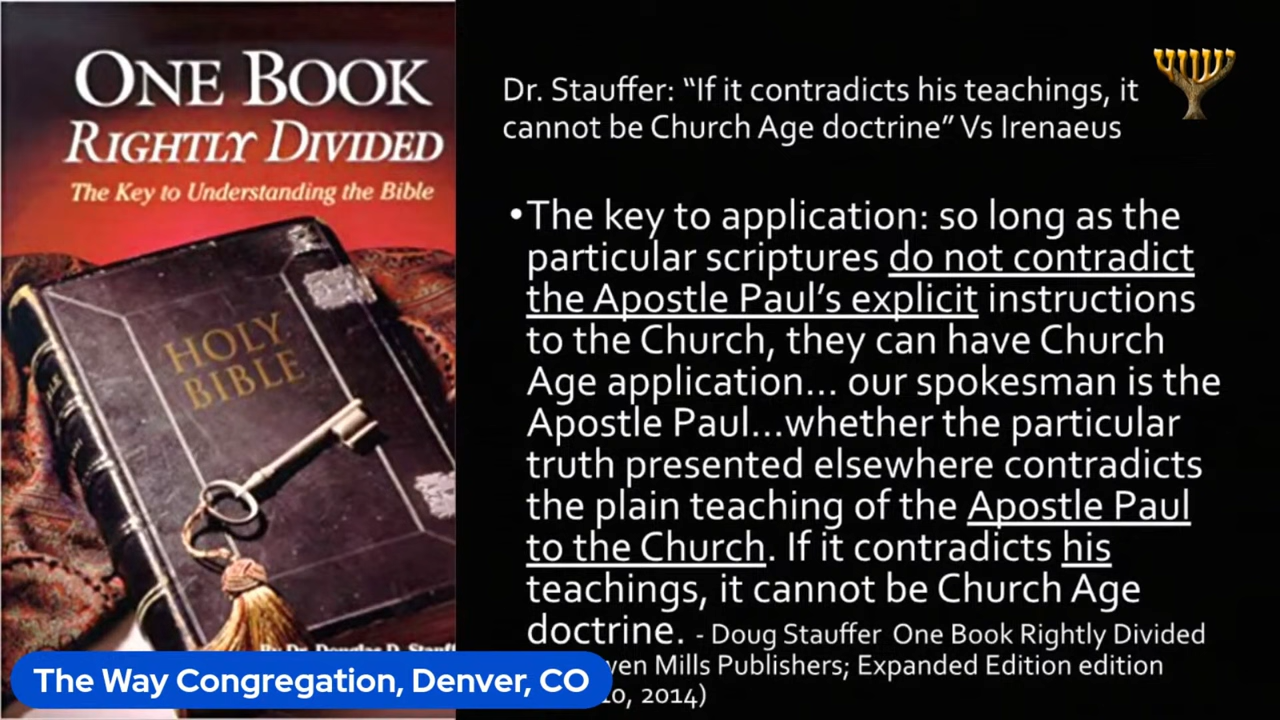 ONE BOOK
RIGHTLY DIVIDED
The Key to Understanding the Bible
HOLY
BIBLE
By Dr. Douglas D.
The Way Congregation, Denver, CO
Dr. Stauffer: “If it contradicts his teachings, it
cannot be Church Age doctrine” Vs Irenaeus
•The key to application: so long as the
particular scriptures do not contradict
the Apostle Paul’s explicit instructions
to the Church, they can have Church
Age application... our spokesman is the
Apostle Paul...whether the particular
truth presented elsewhere contradicts
the plain teaching of the Apostle Paul
to the Church. If it contradicts his
teachings, it cannot be Church Age
doctrine. - Doug Stauffer One Book Rightly Divided
Mills Publishers; Expanded Edition edition
2014)